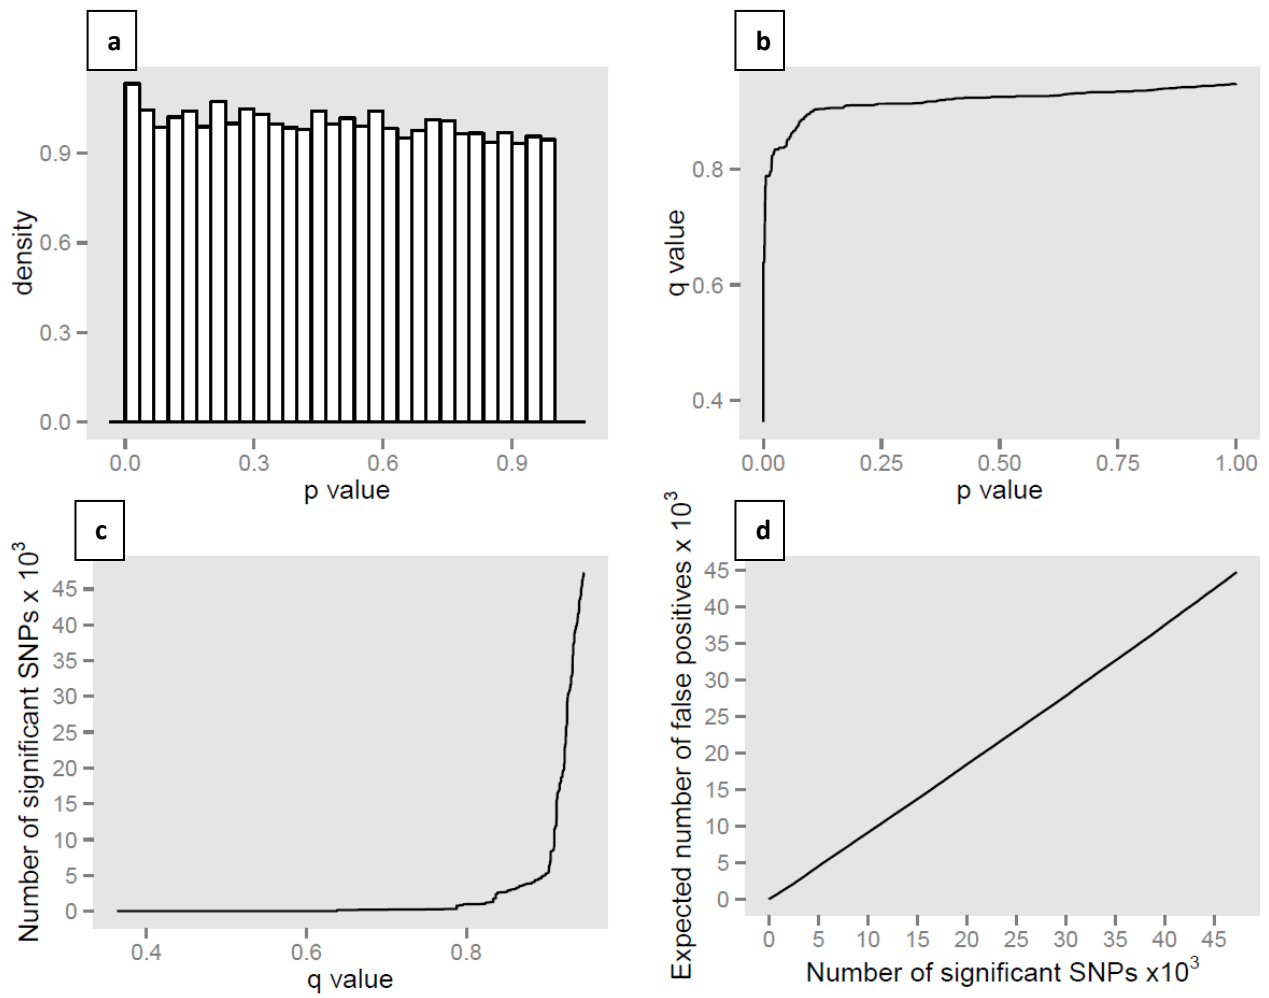 a
density
0.9
0.6
0.3
0.0
0.0 0.3 0.6 0.9
p value
b
q value
0.8
0.6
0.4
0.00 0.25 0.50 0.75 1.00
p value
c
Number of significant SNPs x 10³
45
40
35
30
25
20
15
10
5
0
0.4 0.6 0.8
q value
d
Expected number of false positives x 10³
45
40
35
30
25
20
15
10
5
0
0 5 10 15 20 25 30 35 40 45
Number of significant SNPs x10³